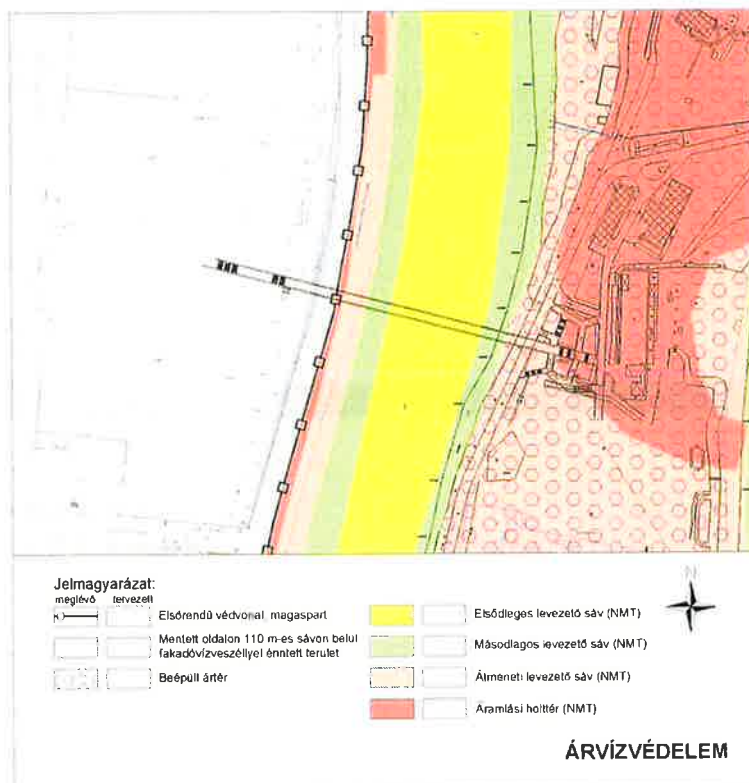 Jelmagyarázat:
meglévő tervezett
Elsőrendű védvonal, magaspart
Mentett oldalon 110 m-es sávon belül
fakadóvízveszéllyel érintett terület
Beépült ártér
Elsődleges levezető sáv (NMT)
Másodlagos levezető sáv (NMT)
Átmeneti levezető sáv (NMT)
Áramlási holttér (NMT)
N
ÁRVÍZVÉDELEM